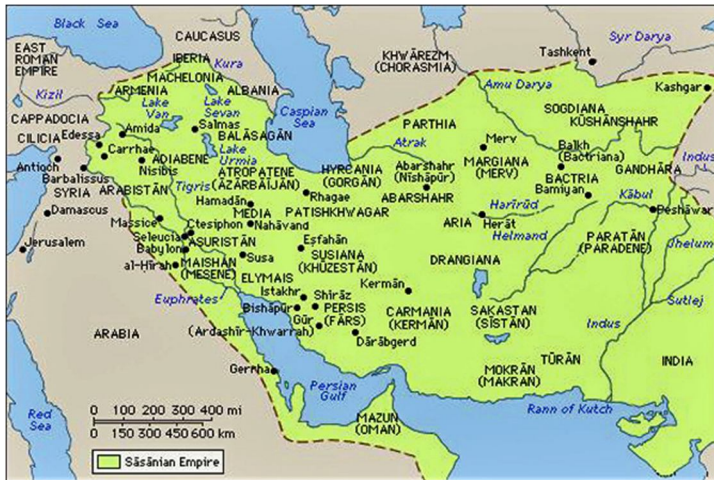 Black Sea
CAUCASUS
Syr Darya
EAST
ROMAN
EMPIRE
IBERIA
Kura
KHWĀREZM
(CHORASMIA)
Tashkent
MACHELONIA
ARMENIA
ALBANIA
Kizil
Lake
Van
Lake
Sevan
Caspian
Sea
Amu Darya
Kashgar
CAPPADOCIA
CILICIA
Edessa
Amida
Salmas
BALĀSAGĀN
PARTHIA
SOGDIANA
KŪSHĀNSHAHR
Carrhae
ADIABENE
Lake
Urmia
Atrak
Merv
Balkh
(Bactriana)
Antioch
Nisibis
ATROPATENE
(ĀZARBĀIJĀN)
HYRCANIA
(GORGĀN)
Abarshahr
(Nīshāpūr)
MARGIANA
(MERV)
GANDHĀRA
Indus
Barbalissus
SYRIA
ARABISTĀN
Tigris
Hamadān
Rhagae
ABARSHAHR
BACTRIA
Bamiyan
Kābul
Damascus
MEDIA
PATISHKHWAGAR
Harīrūd
Peshāwar
Massice
Ctesiphon
Nahāvand
ARIA
Herāt
Helmand
Seleucia
ASURISTĀN
Eṣfahān
PARATĀN
(PARADENE)
Jhelum
Jerusalem
Babylon
MAISHĀN
(MESENE)
Susa
SUSIANA
(KHŪZESTĀN)
DRANGIANA
al-Ḥīrah
ELYMAIS
Kermān
Sutlej
Euphrates
Istakhr
Shirāz
Bishāpūr
PERSIS
(FĀRS)
CARMANIA
(KERMĀN)
SAKASTAN
(SĪSTĀN)
Indus
Gūr
(Ardashīr-Khwarrah)
ARABIA
Dārābgerd
TŪRĀN
INDIA
Gerrha
MOKRĀN
(MAKRAN)
Persian
Gulf
Red
Sea
0 100 200 300 400 mi
0 150 300 450 600 km
MAZUN
(OMAN)
Rann of Kutch
Sāsānian Empire